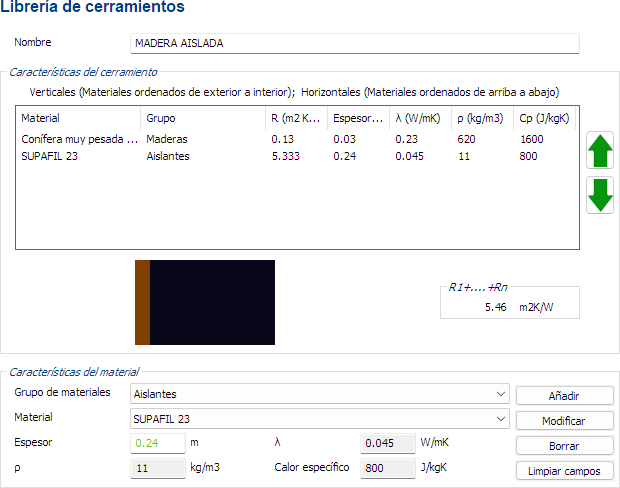 Librería de cerramientos
Nombre MADERA AISLADA
Características del cerramiento
Verticales (Materiales ordenados de exterior a interior); Horizontales (Materiales ordenados de arriba a abajo)
Material Grupo R (m2 K... Espesor... λ (W/mK) ρ (kg/m3) Cp (J/kgK)
Conífera muy pesada ... Maderas 0.13 0.03 0.23 620 1600
SUPAFIL 23 Aislantes 5.333 0.24 0.045 11 800
R1+....+Rn
5.46 m2K/W
Características del material
Grupo de materiales Aislantes Añadir
Material SUPAFIL 23 Modificar
Espesor 0.24 m λ 0.045 W/mK Borrar
ρ 11 kg/m3 Calor específico 800 J/kgK Limpiar campos